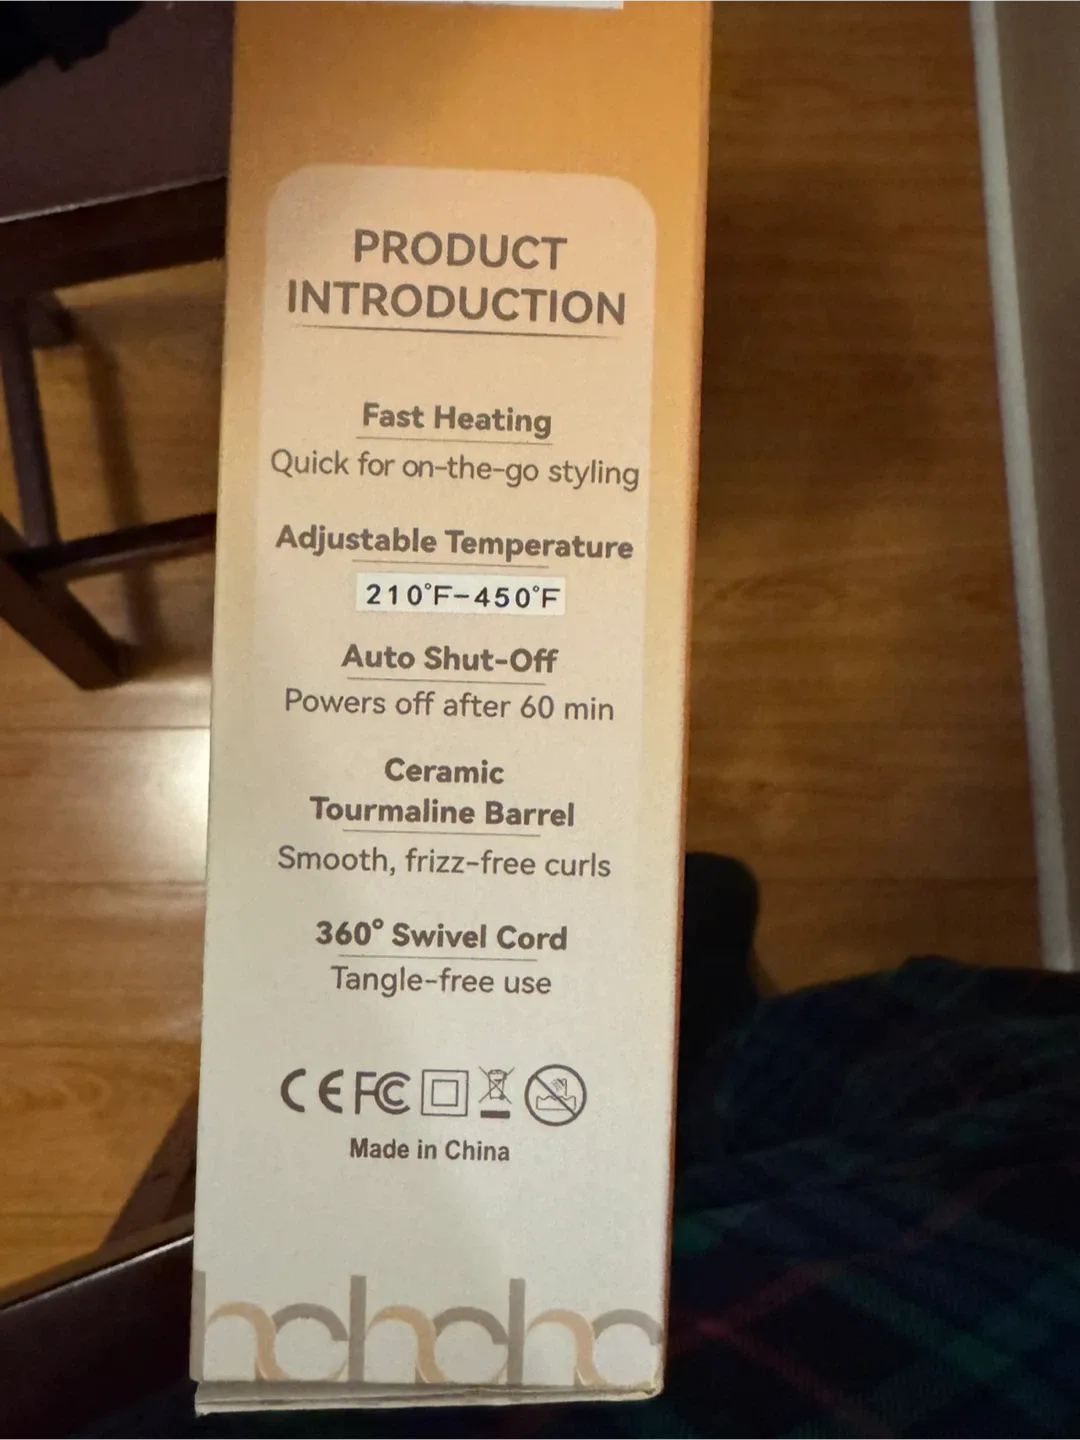 PRODUCT
INTRODUCTION
Fast Heating
Quick for on-the-go styling
Adjustable Temperature
210°F-450°F
Auto Shut-Off
Powers off after 60 min
Ceramic
Tourmaline Barrel
Smooth, frizz-free curls
360° Swivel Cord
Tangle-free use
CE FC
Made in China